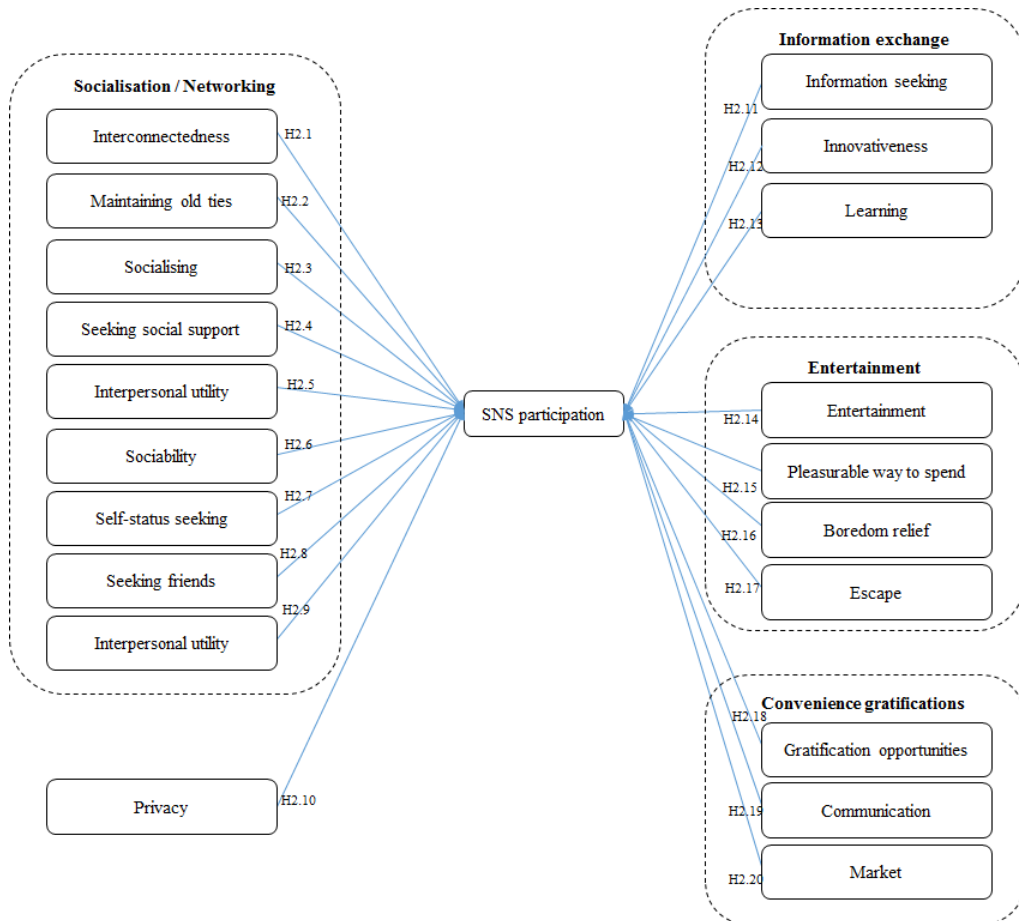 Socialisation / Networking
Interconnectedness
H2.1
Maintaining old ties
H2.2
Socialising
H2.3
Seeking social support
H2.4
Interpersonal utility
H2.5
Sociability
H2.6
Self-status seeking
H2.7
Seeking friends
H2.8
Interpersonal utility
H2.9
Privacy
H2.10
SNS participation
Information exchange
Information seeking
H2.11
Innovativeness
H2.12
Learning
H2.13
Entertainment
Entertainment
H2.14
Pleasurable way to spend
H2.15
Boredom relief
H2.16
Escape
H2.17
Convenience gratifications
H2.18
Gratification opportunities
Communication
H2.19
Market
H2.20